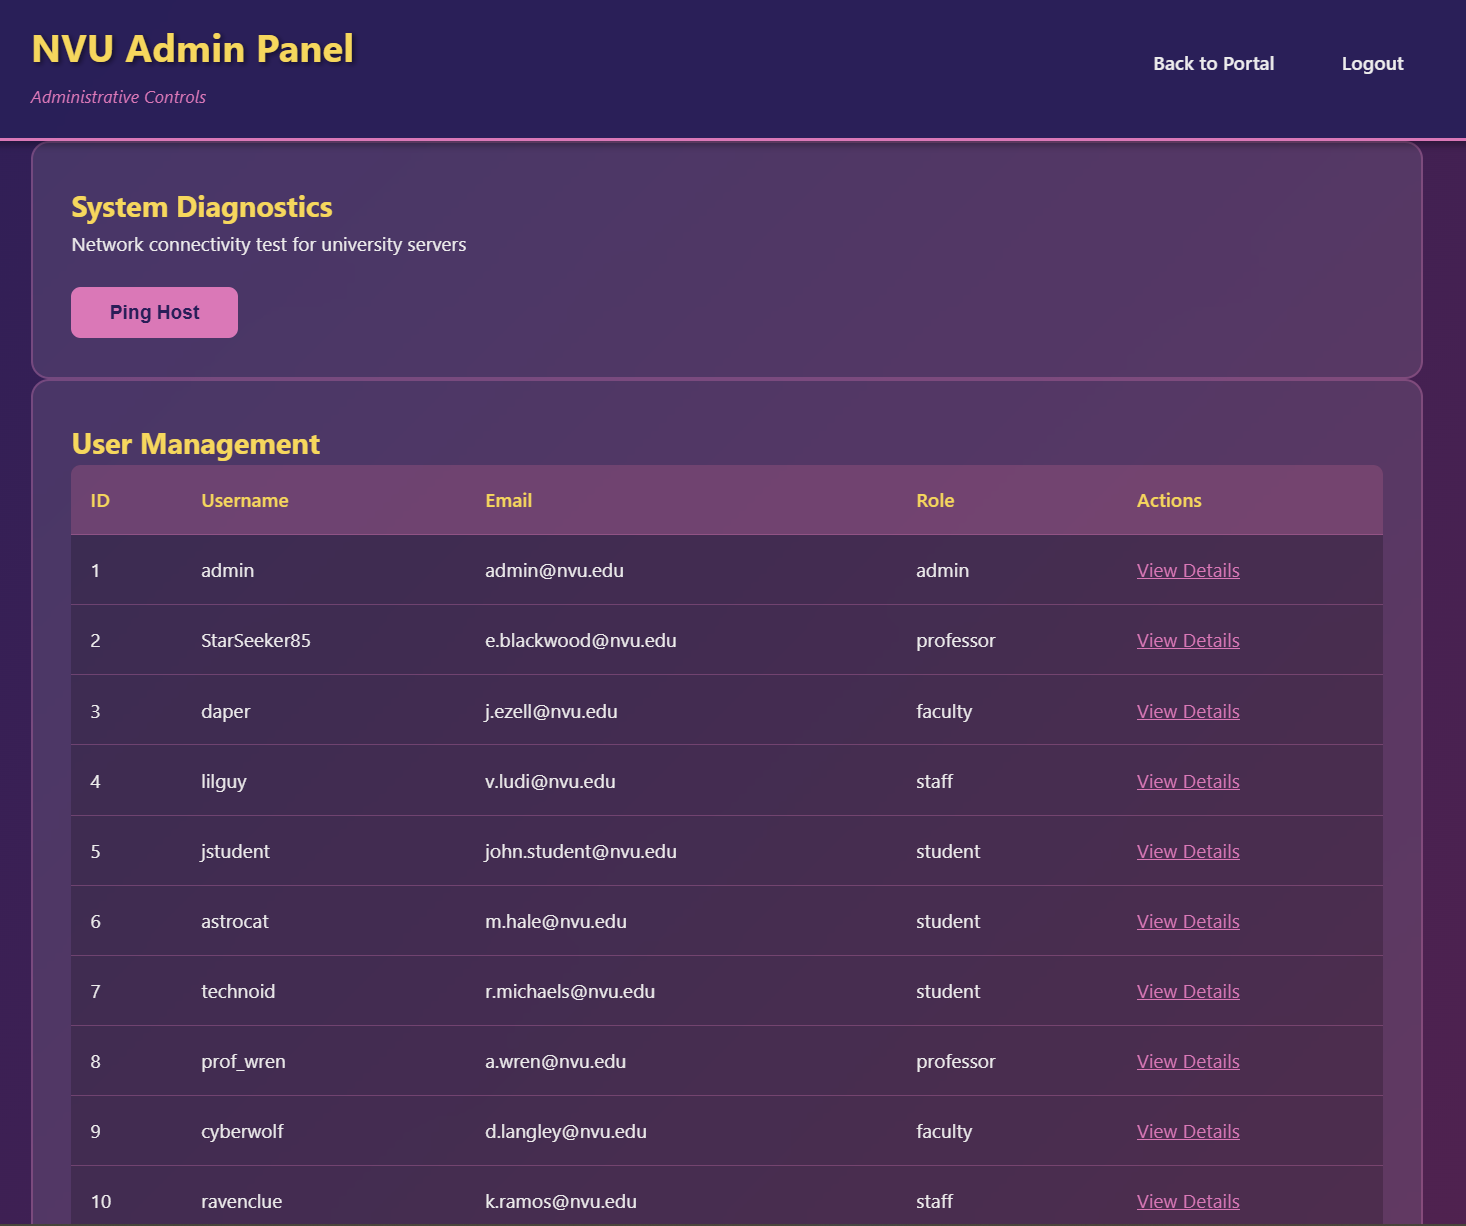 NVU Admin Panel
Administrative Controls
Back to Portal Logout
System Diagnostics
Network connectivity test for university servers
Ping Host
User Management
ID Username Email Role Actions
1 admin admin@nvu.edu admin View Details
2 StarSeeker85 e.blackwood@nvu.edu professor View Details
3 daper j.ezell@nvu.edu faculty View Details
4 lilguy v.ludi@nvu.edu staff View Details
5 jstudent john.student@nvu.edu student View Details
6 astrocat m.hale@nvu.edu student View Details
7 technoid r.michaels@nvu.edu student View Details
8 prof_wren a.wren@nvu.edu professor View Details
9 cyberwolf d.langley@nvu.edu faculty View Details
10 ravenclue k.ramos@nvu.edu staff View Details